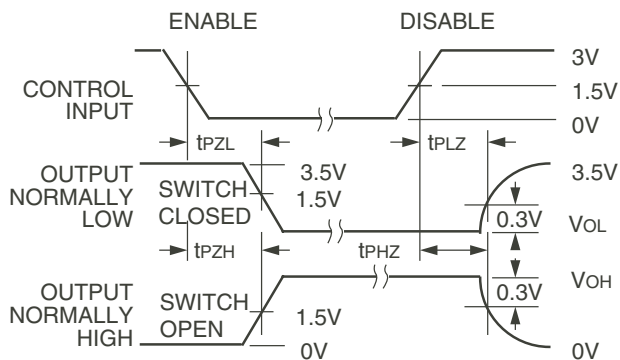 ENABLE DISABLE
3V
CONTROL
INPUT
1.5V
0V
tPZL tPLZ
OUTPUT
NORMALLY
LOW
SWITCH
CLOSED
3.5V
1.5V
3.5V
0.3V
VOL
tPZH tPHZ
OUTPUT
NORMALLY
HIGH
SWITCH
OPEN
1.5V
0V
0.3V
VOH
0V